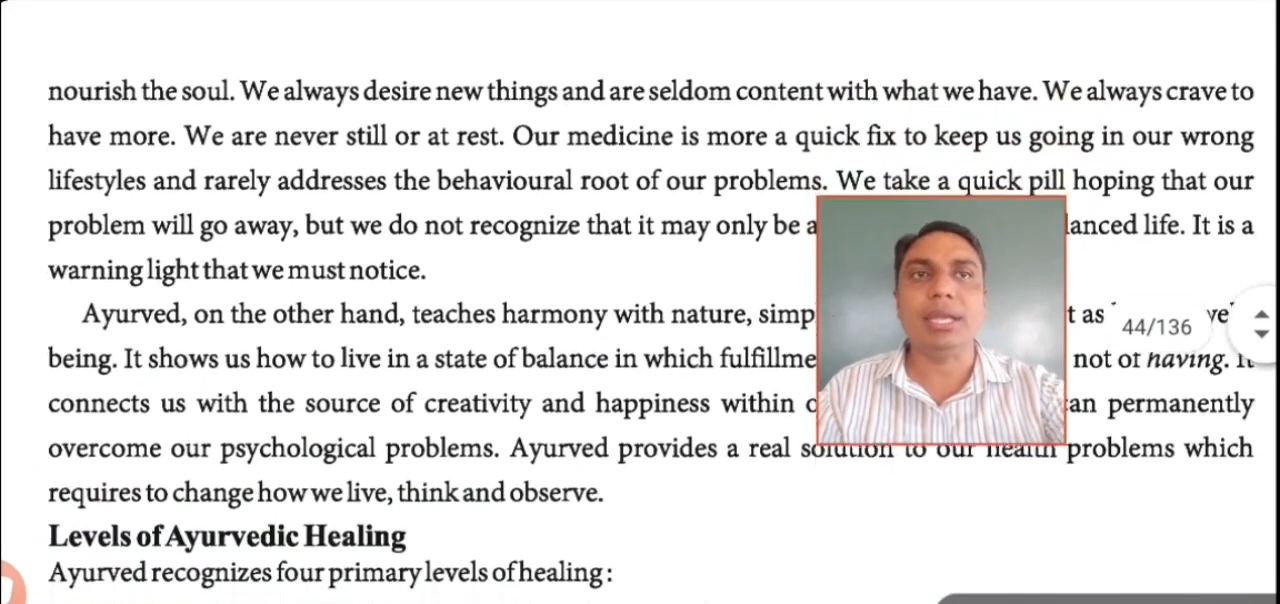 nourish the soul. We always desire new things and are seldom content with what we have. We always crave to
have more. We are never still or at rest. Our medicine is more a quick fix to keep us going in our wrong
lifestyles and rarely addresses the behavioural root of our problems. We take a quick pill hoping that our
problem will go away, but we do not recognize that it may only be a lanced life. It is a
warning light that we must notice.
Ayurved, on the other hand, teaches harmony with nature, simp t as
44/136
being. It shows us how to live in a state of balance in which fulfillme not of having.
connects us with the source of creativity and happiness within permanently
overcome our psychological problems. Ayurved provides a real solution to our health problems which
requires to change how we live, think and observe.
Levels of Ayurvedic Healing
Ayurved recognizes four primary levels of healing: